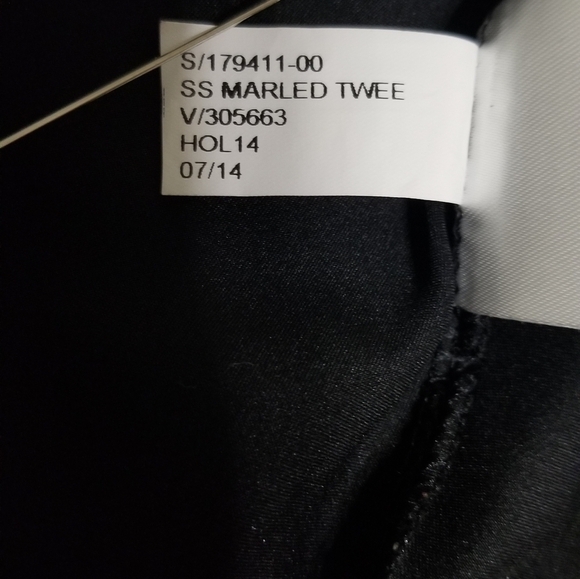 S/179411-00
SS MARLED TWEE
V/305663
HOL14
07/14